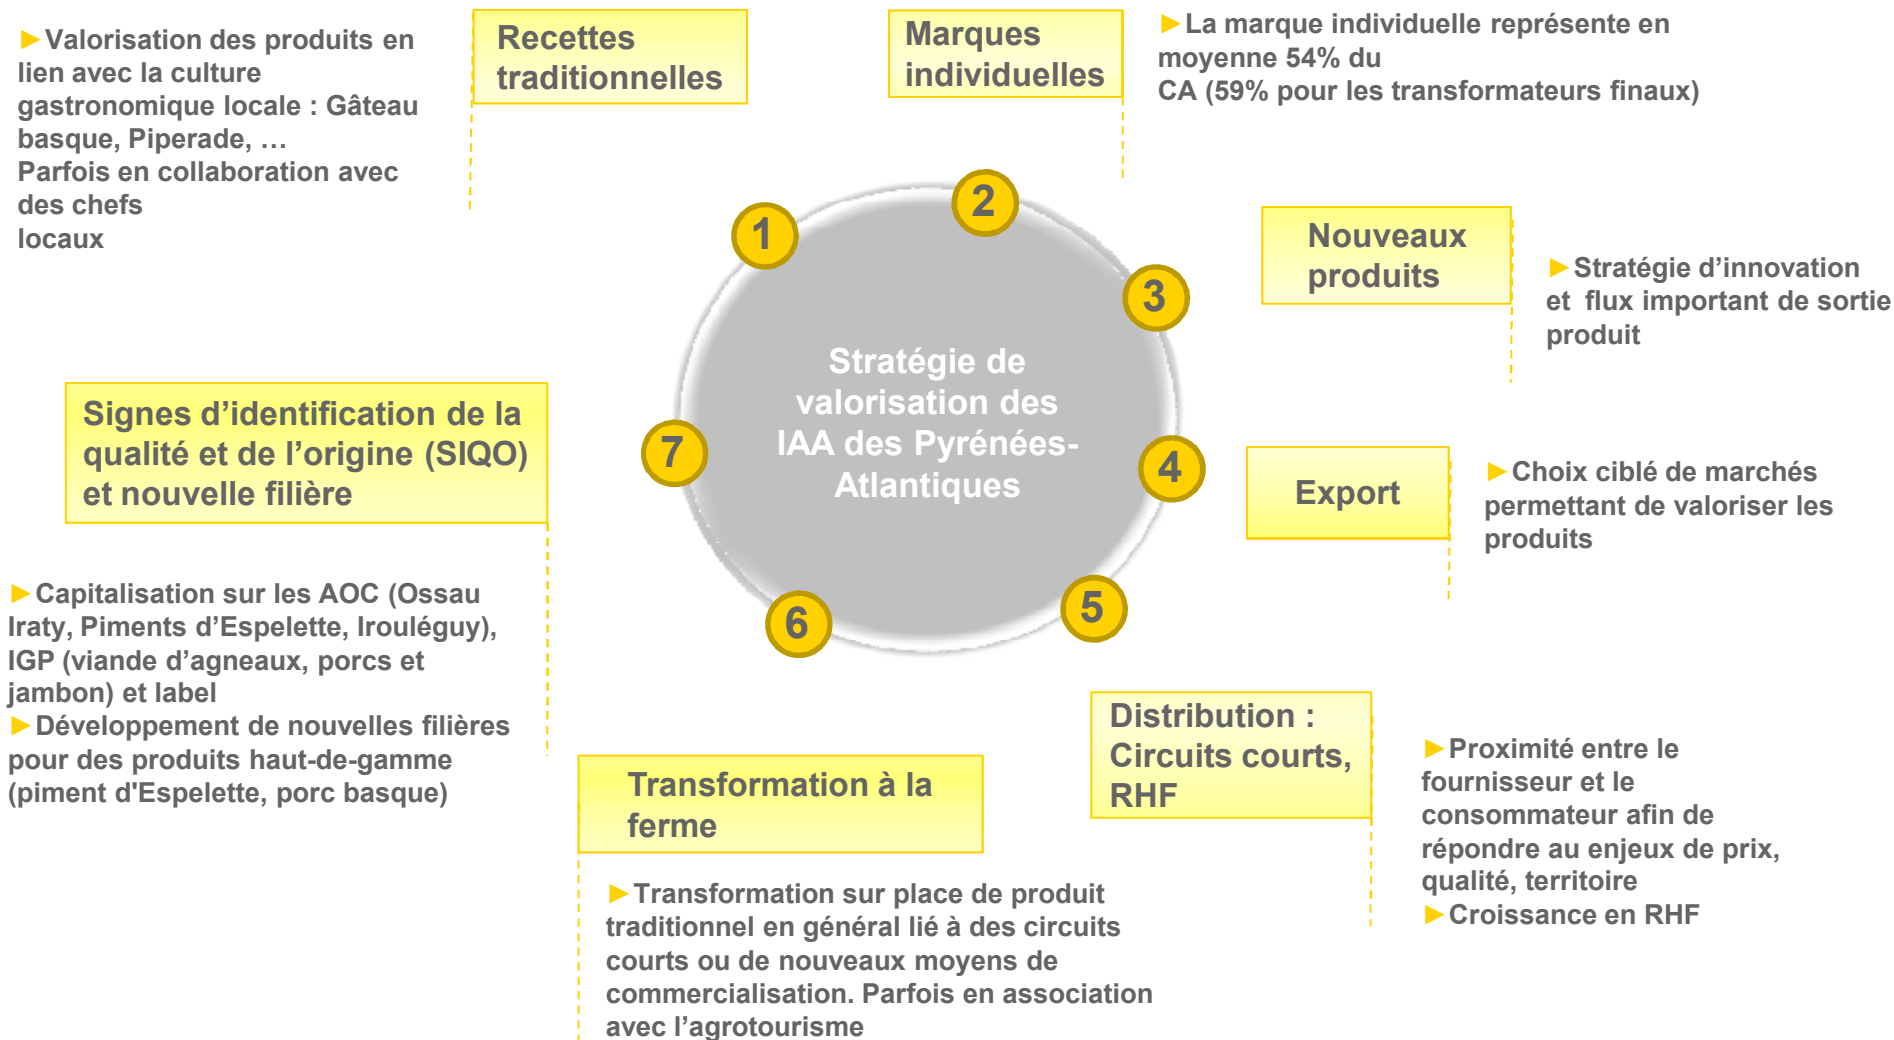 Recettes
traditionnelles
►Valorisation des produits en
lien avec la culture
gastronomique locale : Gâteau
basque, Piperade, …
Parfois en collaboration avec
des chefs
locaux
Marques
individuelles
►La marque individuelle représente en
moyenne 54% du
CA (59% pour les transformateurs finaux)
Nouveaux
produits
►Stratégie d’innovation
et flux important de sortie
produit
Export
►Choix ciblé de marchés
permettant de valoriser les
produits
Distribution :
Circuits courts,
RHF
►Proximité entre le
fournisseur et le
consommateur afin de
répondre au enjeux de prix,
qualité, territoire
►Croissance en RHF
Transformation à la
ferme
►Transformation sur place de produit
traditionnel en général lié à des circuits
courts ou de nouveaux moyens de
commercialisation. Parfois en association
avec l’agrotourisme
Signes d’identification de la
qualité et de l’origine (SIQO)
et nouvelle filière
►Capitalisation sur les AOC (Ossau
Iraty, Piments d’Espelette, Irouléguy),
IGP (viande d’agneaux, porcs et
jambon) et label
►Développement de nouvelles filières
pour des produits haut-de-gamme
(piment d'Espelette, porc basque)
1
2
3
4
5
6
7
Stratégie de
valorisation des
IAA des Pyrénées-
Atlantiques